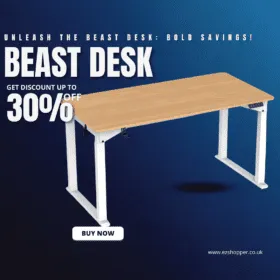 UNLEASH THE BEAST DESK: BOLD SAVINGS!
BEAST DESK
GET DISCOUNT UP TO
30% OFF
BUY NOW
www.ezshopper.co.uk